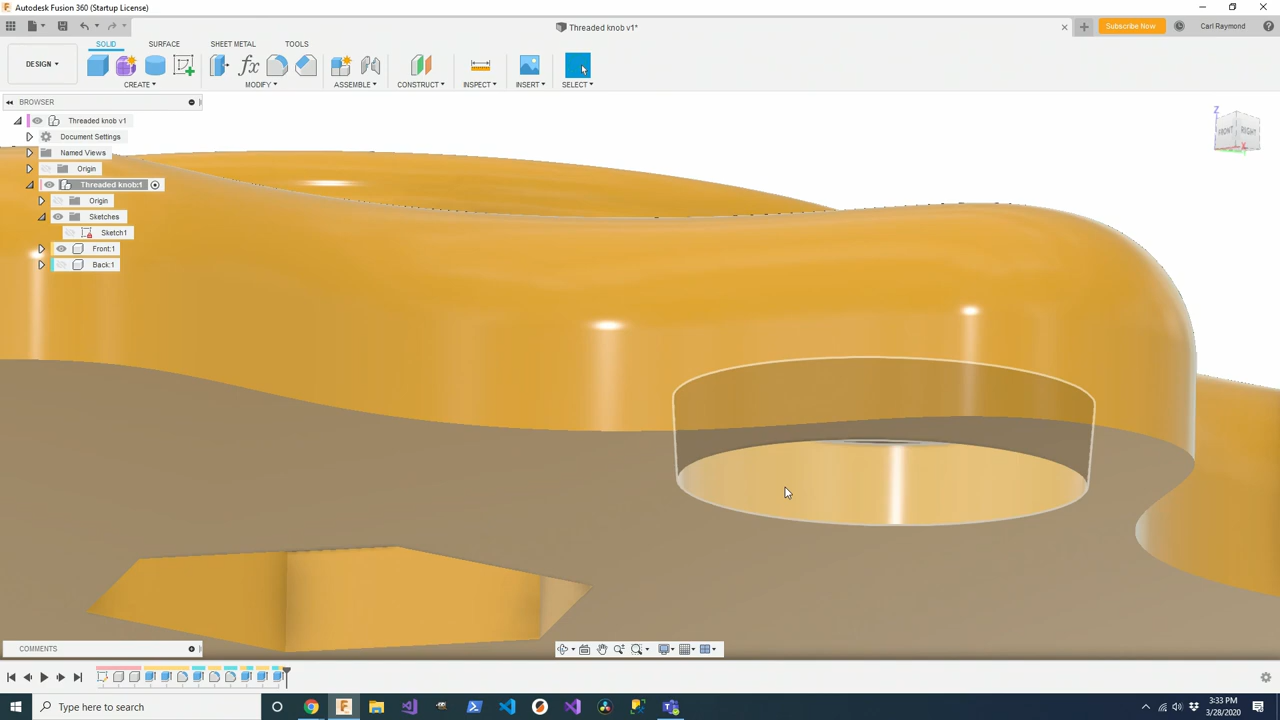 Autodesk Fusion 360 (Startup License)
Threaded knob v1*
Subscribe Now
Carl Raymond
SOLID SURFACE SHEET METAL TOOLS
DESIGN
CREATE MODIFY ASSEMBLE CONSTRUCT INSPECT INSERT SELECT
BROWSER
Threaded knob v1
Document Settings
Named Views
Origin
Threaded knob:1
Origin
Sketches
Sketch1
Front:1
Back:1
Z
FRONT RIGHT
X
COMMENTS
Type here to search
3:33 PM
3/28/2020